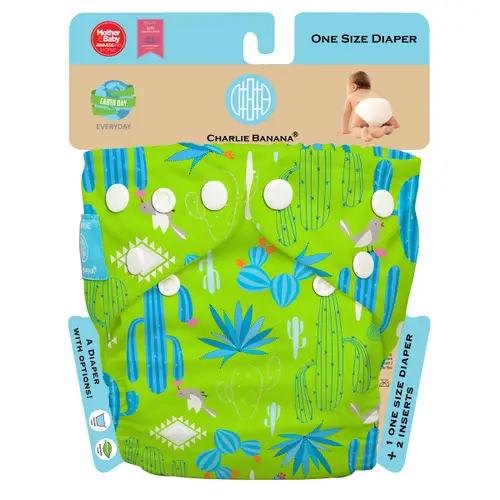 Mother&Baby
AWARDS
ONE SIZE DIAPER
EARTH DAY
EVERYDAY
CHARLIE BANANA®
A DIAPER
WITH OPTIONS!
+ 1 ONE SIZE DIAPER
+ 2 INSERTS